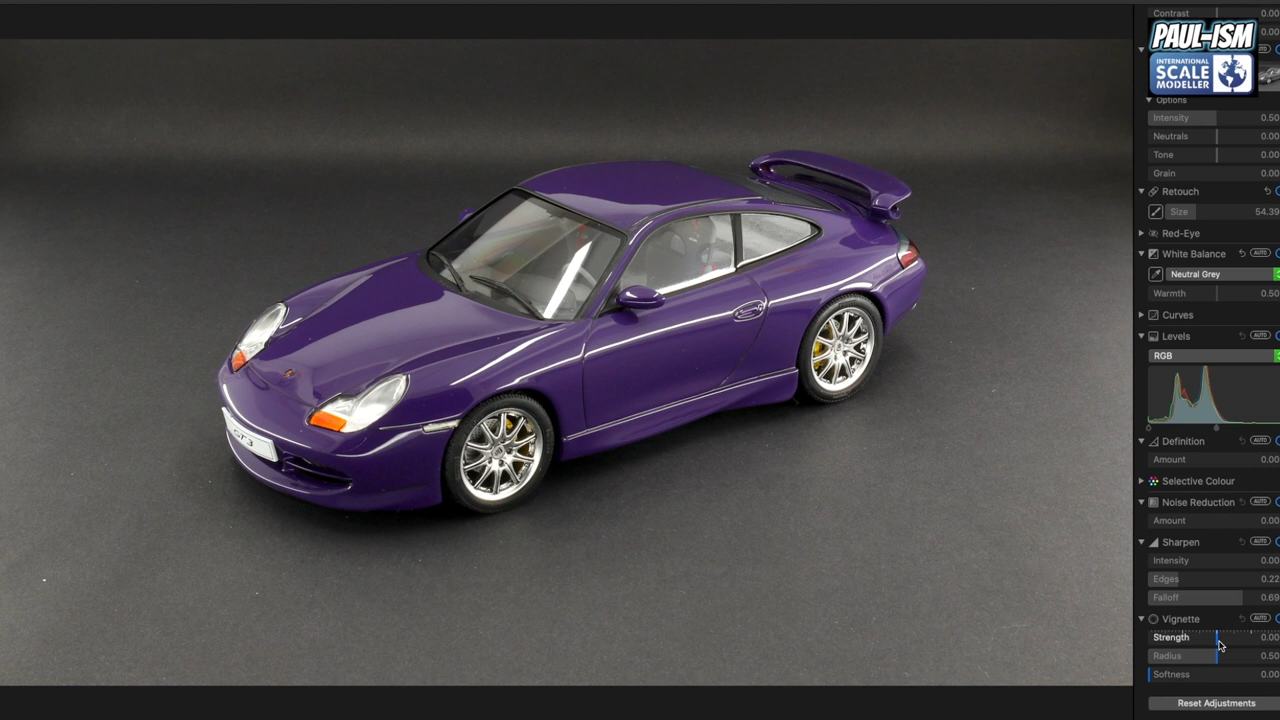 Contrast 0.00
0.00
PAUL-ISM
INTERNATIONAL
SCALE
MODELLER
Options
Intensity 0.50
Neutrals 0.00
Tone 0.00
Grain 0.00
Retouch
Size 54.39
Red-Eye
White Balance AUTO
Neutral Grey
Warmth 0.50
Curves
Levels AUTO
RGB
Definition AUTO
Amount 0.00
Selective Colour
Noise Reduction AUTO
Amount 0.00
Sharpen AUTO
Intensity 0.00
Edges 0.22
Falloff 0.69
Vignette AUTO
Strength 0.00
Radius 0.50
Softness 0.00
Reset Adjustments
GT3